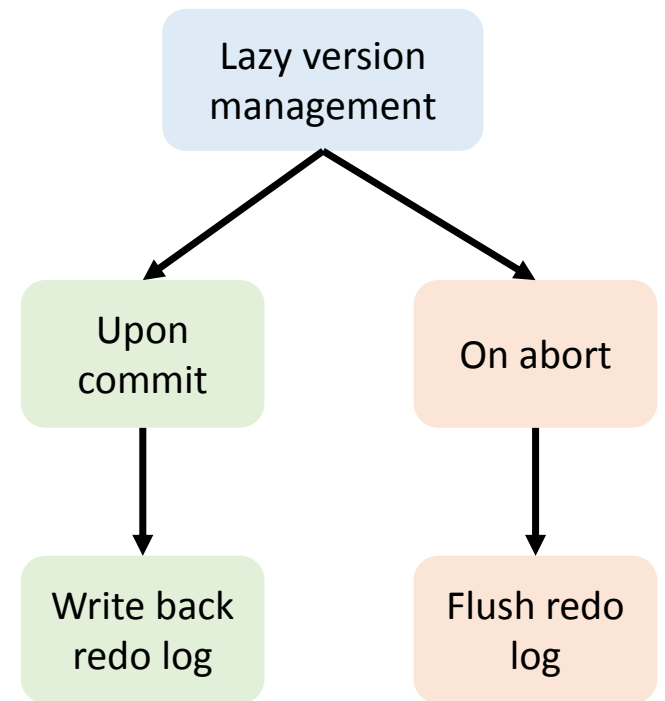 Lazy version
management
Upon
commit
On abort
Write back
redo log
Flush redo
log